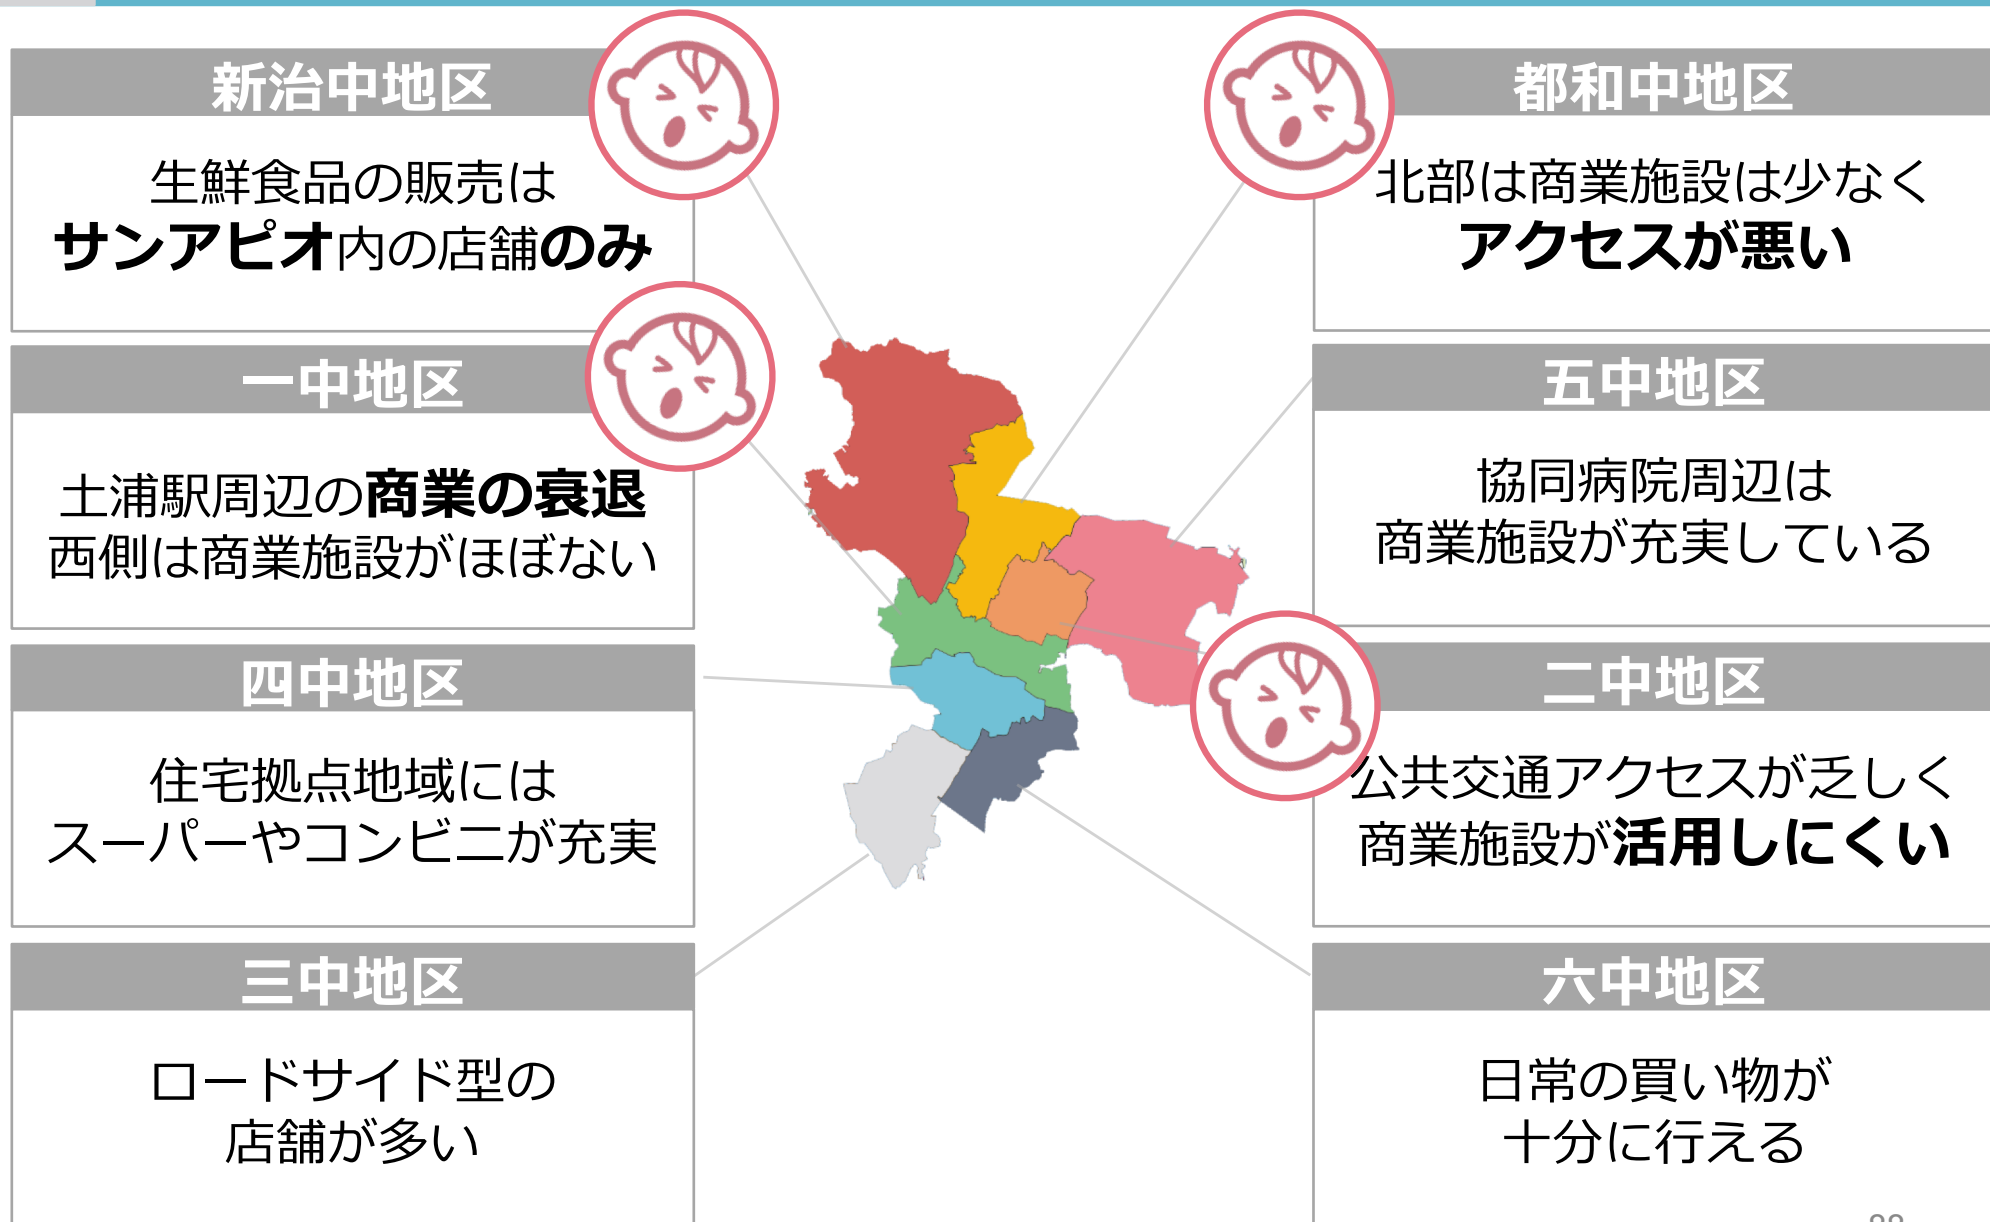 新治中地区
生鮮食品の販売は
サンアピオ内の店舗のみ
一中地区
土浦駅周辺の商業の衰退
西側は商業施設がほぼない
四中地区
住宅拠点地域には
スーパーやコンビニが充実
三中地区
ロードサイド型の
店舗が多い
都和中地区
北部は商業施設は少なく
アクセスが悪い
五中地区
協同病院周辺は
商業施設が充実している
二中地区
公共交通アクセスが乏しく
商業施設が活用しにくい
六中地区
日常の買い物が
十分に行える